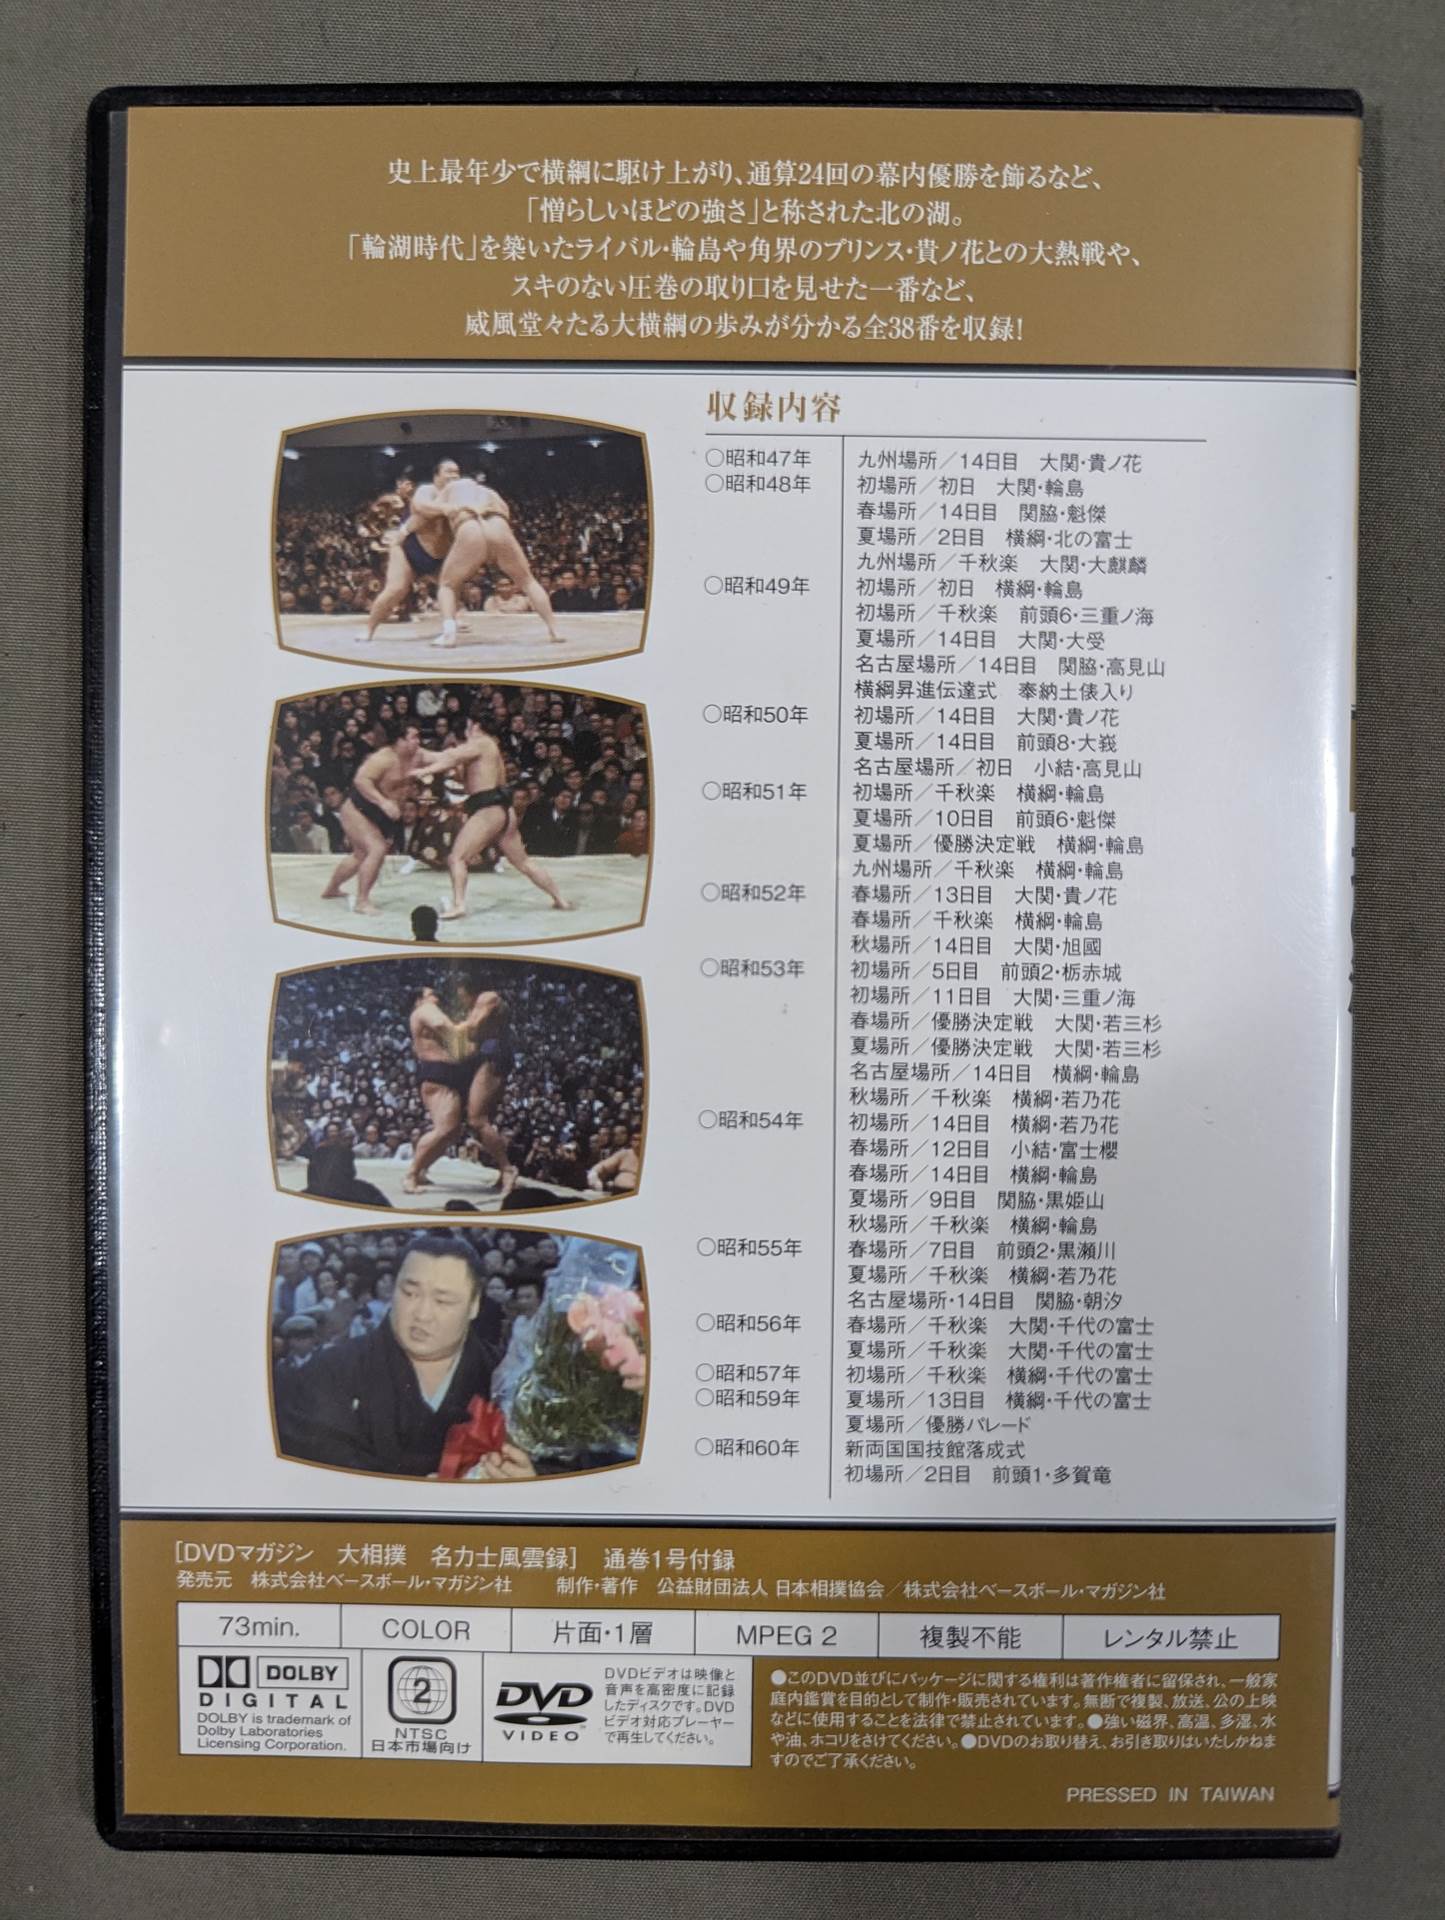 史上最年少で横綱に駆け上がり、通算24回の幕内優勝を飾るなど、
「憎らしいほどの強さ」と称された北の湖。
「輪湖時代」を築いたライバル・輪島や角界のプリンス・貴ノ花との大熱戦や、
スキのない圧巻の取り口を見せた一番など、
威風堂々たる大横綱の歩みが分かる全38番を収録！
収録内容
○昭和47年 九州場所／14日目 大関・貴ノ花
○昭和48年 初場所／初日 大関・輪島
春場所／14日目 関脇・魁傑
夏場所／2日目 横綱・北の富士
九州場所／千秋楽 大関・大麒麟
○昭和49年 初場所／初日 横綱・輪島
初場所／千秋楽 前頭6・三重ノ海
夏場所／14日目 大関・大受
名古屋場所／14日目 関脇・高見山
横綱昇進伝達式 奉納土俵入り
○昭和50年 初場所／14日目 大関・貴ノ花
夏場所／14日目 前頭8・大峩
名古屋場所／初日 小結・高見山
○昭和51年 初場所／千秋楽 横綱・輪島
夏場所／10日目 前頭6・魁傑
夏場所／優勝決定戦 横綱・輪島
九州場所／千秋楽 横綱・輪島
○昭和52年 春場所／13日目 大関・貴ノ花
春場所／千秋楽 横綱・輪島
秋場所／14日目 大関・旭國
○昭和53年 初場所／5日目 前頭2・栃赤城
初場所／11日目 大関・三重ノ海
春場所／優勝決定戦 大関・若三杉
夏場所／優勝決定戦 大関・若三杉
名古屋場所／14日目 横綱・輪島
秋場所／千秋楽 横綱・若乃花
○昭和54年 初場所／14日目 横綱・若乃花
春場所／12日目 小結・富士櫻
春場所／14日目 横綱・輪島
夏場所／9日目 関脇・黒姫山
秋場所／千秋楽 横綱・輪島
○昭和55年 春場所／7日目 前頭2・黒瀬川
夏場所／千秋楽 横綱・若乃花
名古屋場所・14日目 関脇・朝汐
○昭和56年 春場所／千秋楽 大関・千代の富士
夏場所／千秋楽 大関・千代の富士
○昭和57年 初場所／千秋楽 横綱・千代の富士
○昭和59年 夏場所／13日目 横綱・千代の富士
夏場所／優勝パレード
○昭和60年 新両国国技館落成式
初場所／2日目 前頭1・多賀竜
［DVDマガジン 大相撲 名力士風雲録］ 通巻1号付録
発売元 株式会社ベースボール・マガジン社 制作・著作 公益財団法人 日本相撲協会／株式会社ベースボール・マガジン社
73min. COLOR 片面・1層 MPEG 2 複製不能 レンタル禁止
DOLBY
DIGITAL
DOLBY is trademark of
Dolby Laboratories
Licensing Corporation.
2
NTSC
日本市場向け
DVD
VIDEO
DVDビデオは映像と
音声を高密度に記録
したディスクです。DVD
ビデオ対応プレーヤー
で再生してください。
●このDVD並びにパッケージに関する権利は著作権者に留保され、一般家
庭内鑑賞を目的として制作・販売されています。無断で複製、放送、公の上映
などに使用することを法律で禁止されています。●強い磁界、高温、多湿、水
や油、ホコリをさけてください。●DVDのお取り替え、お引き取りはいたしかねま
すのでご了承ください。
PRESSED IN TAIWAN